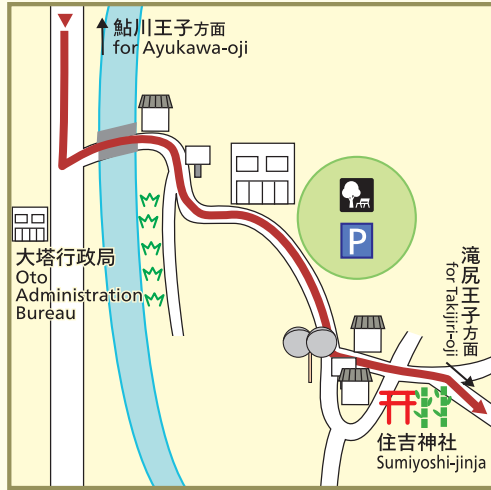 鮎川王子方面
for Ayukawa-oji
P
大塔行政局
Oto
Administration
Bureau
滝尻王子方面
for Takijiri-oji
住吉神社
Sumiyoshi-jinja